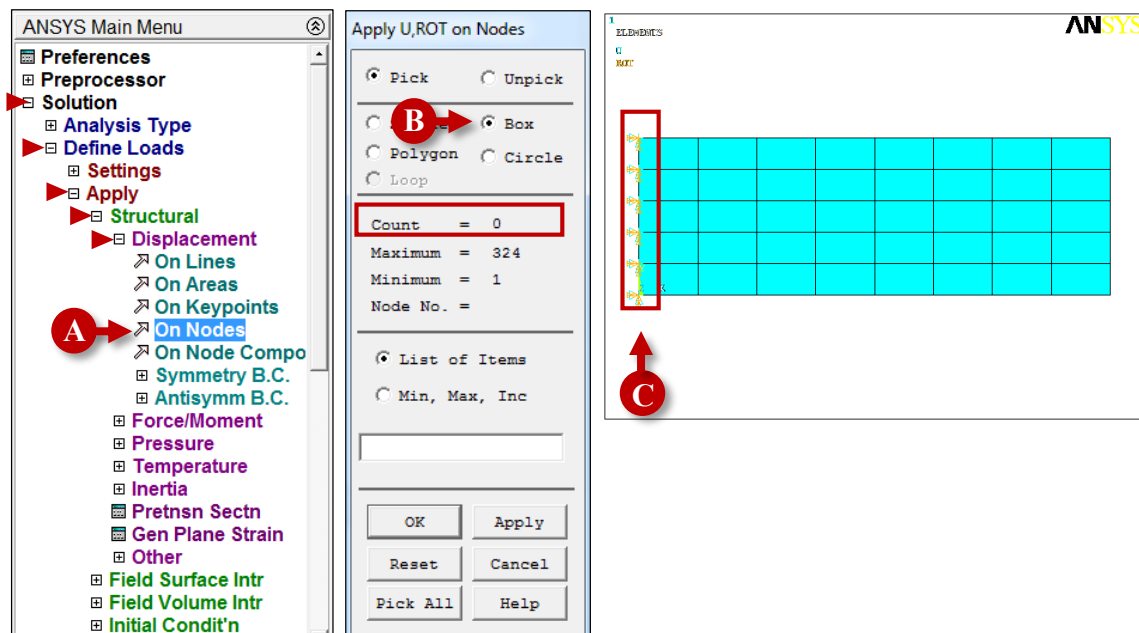 ANSYS Main Menu
Preferences
Preprocessor
Solution
Analysis Type
Define Loads
Settings
Apply
Structural
Displacement
On Lines
On Areas
On Keypoints
A
On Nodes
On Node Compo
Symmetry B.C.
Antisymm B.C.
Force/Moment
Pressure
Temperature
Inertia
Pretnsn Sectn
Gen Plane Strain
Other
Field Surface Intr
Field Volume Intr
Initial Condit'n
Apply U,ROT on Nodes
Pick Unpick
B Box
Polygon Circle
Loop
Count = 0
Maximum = 324
Minimum = 1
Node No. =
List of Items
Min, Max, Inc
OK Apply
Reset Cancel
Pick All Help
1
ELEMENTS
U
ROT
ANSYS
X
C